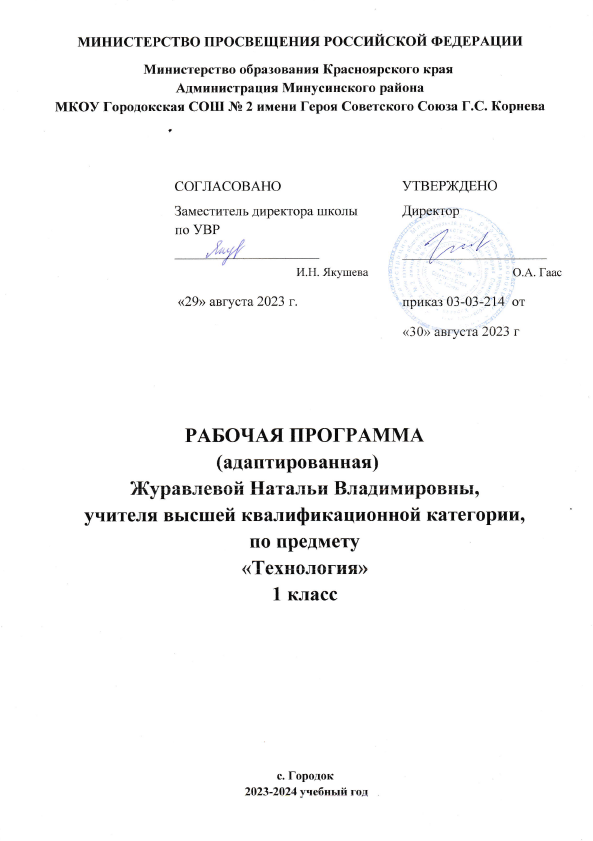 МИНИСТЕРСТВО ПРОСВЕЩЕНИЯ РОССИЙСКОЙ ФЕДЕРАЦИИ
Министерство образования Красноярского края
Администрация Минусинского района
МКОУ Городокская СОШ № 2 имени Героя Советского Союза Г.С. Корнева
СОГЛАСОВАНО
Заместитель директора школы
по УВР
И.Н. Якушева
«29» августа 2023 г.
УТВЕРЖДЕНО
Директор
О.А. Гаас
приказ 03-03-214 от
«30» августа 2023 г
РАБОЧАЯ ПРОГРАММА
(адаптированная)
Журавлевой Натальи Владимировны,
учителя высшей квалификационной категории,
по предмету
«Технология»
1 класс
с. Городок
2023-2024 учебный год